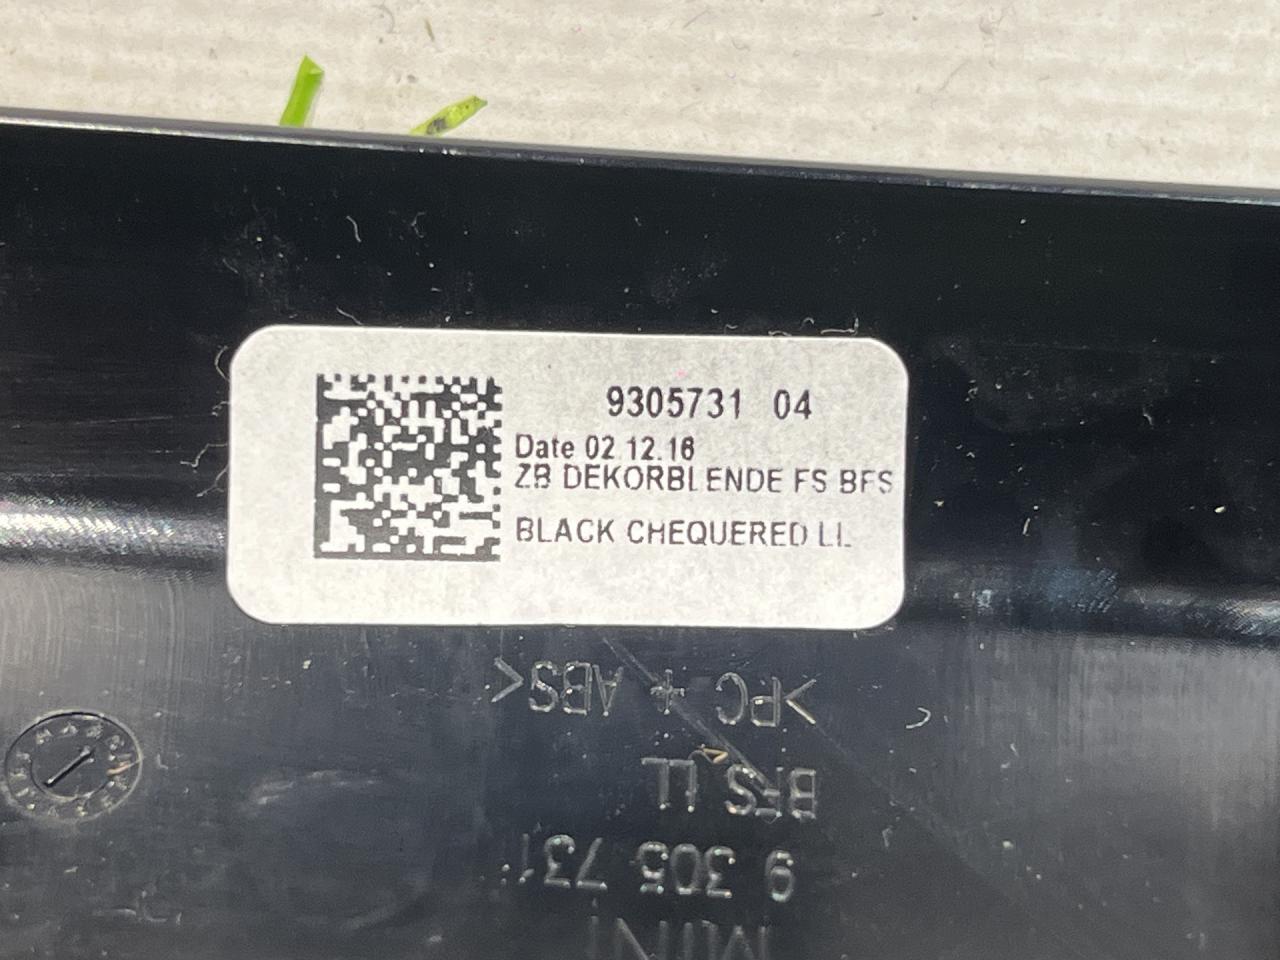 9305731 04
Date 02.12.16
ZB DEKORBLENDE FS BFS
BLACK CHEQUERED LL
>PC + ABS<
BFS LL
9 305 731
MINI